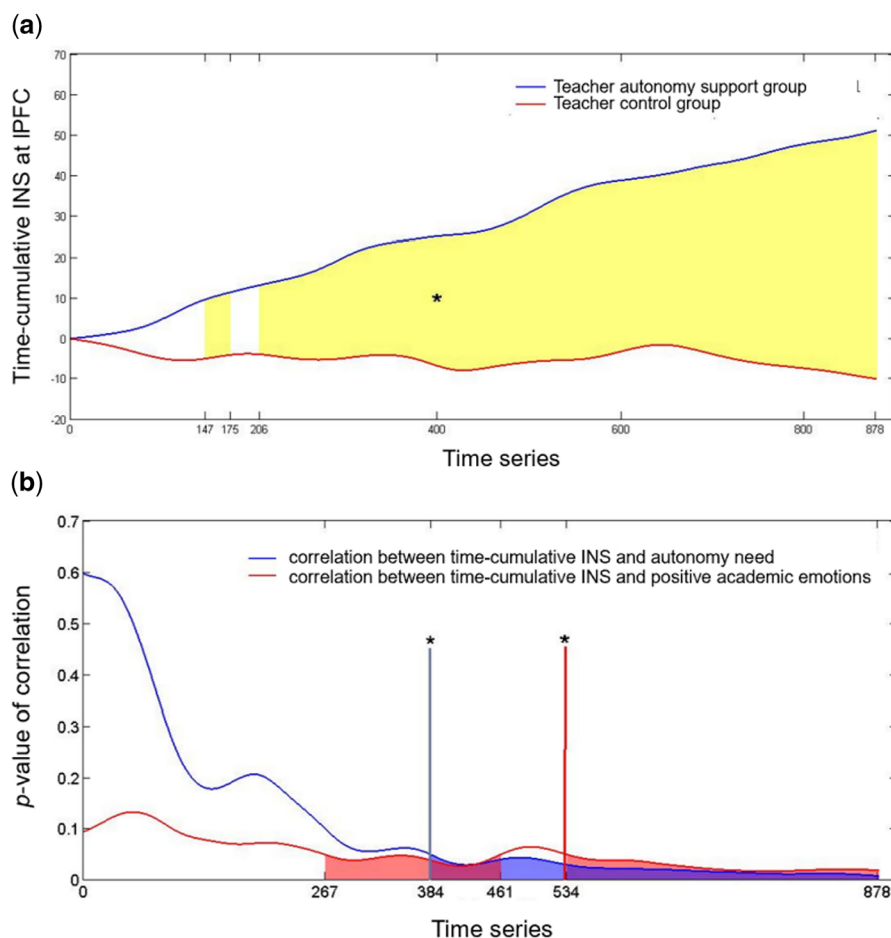 (a)
70
60
50
40
30
20
10
0
-10
-20
Time-cumulative INS at lPFC
Teacher autonomy support group
Teacher control group
*
0 147 175 206 400 600 800 878
Time series
(b)
0.7
0.6
0.5
0.4
0.3
0.2
0.1
0
p-value of correlation
correlation between time-cumulative INS and autonomy need
correlation between time-cumulative INS and positive academic emotions
* *
0 267 384 461 534 878
Time series